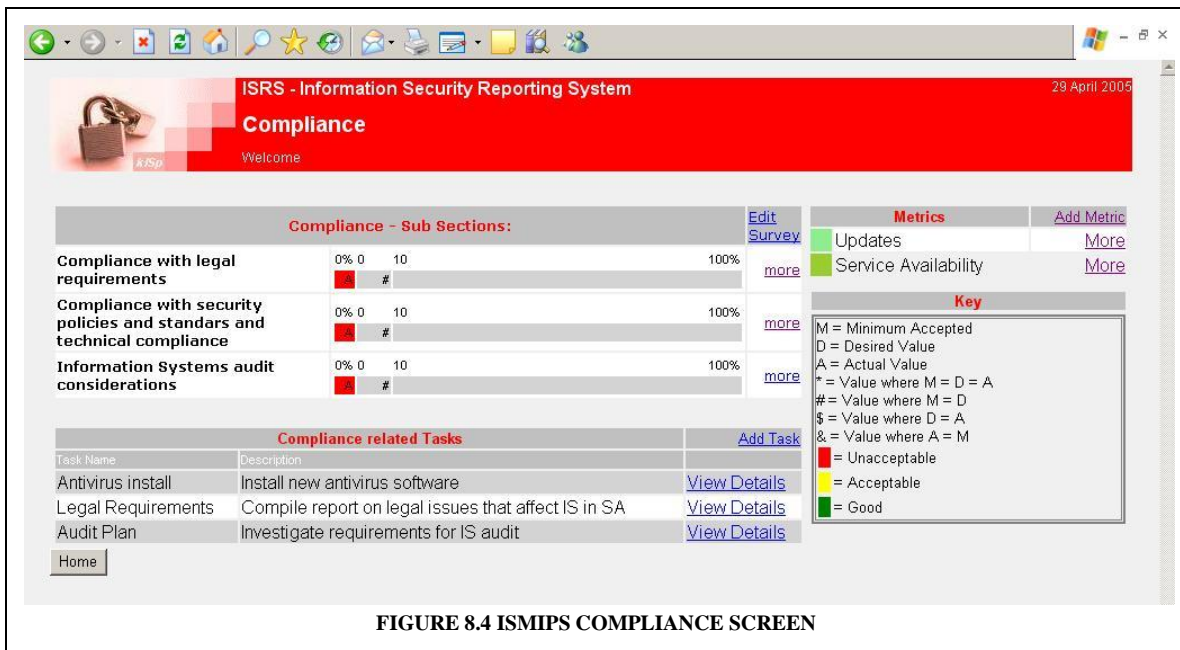 ISRS - Information Security Reporting System
29 April 2005
Compliance
Welcome
kISp
Compliance - Sub Sections:
Edit
Survey
Compliance with legal
requirements
0% 0 10 100%
A #
more
Compliance with security
policies and standars and
technical compliance
0% 0 10 100%
A #
more
Information Systems audit
considerations
0% 0 10 100%
A #
more
Metrics Add Metric
Updates More
Service Availability More
Key
M = Minimum Accepted
D = Desired Value
A = Actual Value
* = Value where M = D = A
# = Value where M = D
$ = Value where D = A
& = Value where A = M
= Unacceptable
= Acceptable
= Good
Compliance related Tasks Add Task
Task Name Description
Antivirus install Install new antivirus software View Details
Legal Requirements Compile report on legal issues that affect IS in SA View Details
Audit Plan Investigate requirements for IS audit View Details
Home
FIGURE 8.4 ISMIPS COMPLIANCE SCREEN